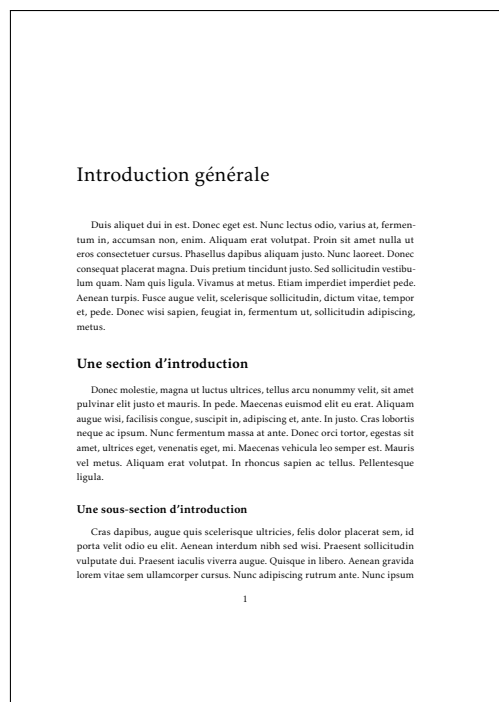 Introduction générale
Duis aliquet dui in est. Donec eget est. Nunc lectus odio, varius at, fermen-
tum in, accumsan non, enim. Aliquam erat volutpat. Proin sit amet nulla ut
eros consectetuer cursus. Phasellus dapibus aliquam justo. Nunc laoreet. Donec
consequat placerat magna. Duis pretium tincidunt justo. Sed sollicitudin vestibu-
lum quam. Nam quis ligula. Vivamus at metus. Etiam imperdiet imperdiet pede.
Aenean turpis. Fusce augue velit, scelerisque sollicitudin, dictum vitae, tempor
et, pede. Donec wisi sapien, feugiat in, fermentum ut, sollicitudin adipiscing,
metus.
Une section d’introduction
Donec molestie, magna ut luctus ultrices, tellus arcu nonummy velit, sit amet
pulvinar elit justo et mauris. In pede. Maecenas euismod elit eu erat. Aliquam
augue wisi, facilisis congue, suscipit in, adipiscing et, ante. In justo. Cras lobortis
neque ac ipsum. Nunc fermentum massa at ante. Donec orci tortor, egestas sit
amet, ultrices eget, venenatis eget, mi. Maecenas vehicula leo semper est. Mauris
vel metus. Aliquam erat volutpat. In rhoncus sapien ac tellus. Pellentesque
ligula.
Une sous-section d’introduction
Cras dapibus, augue quis scelerisque ultricies, felis dolor placerat sem, id
porta velit odio eu elit. Aenean interdum nibh sed wisi. Praesent sollicitudin
vulputate dui. Praesent iaculis viverra augue. Quisque in libero. Aenean gravida
lorem vitae sem ullamcorper cursus. Nunc adipiscing rutrum ante. Nunc ipsum
1